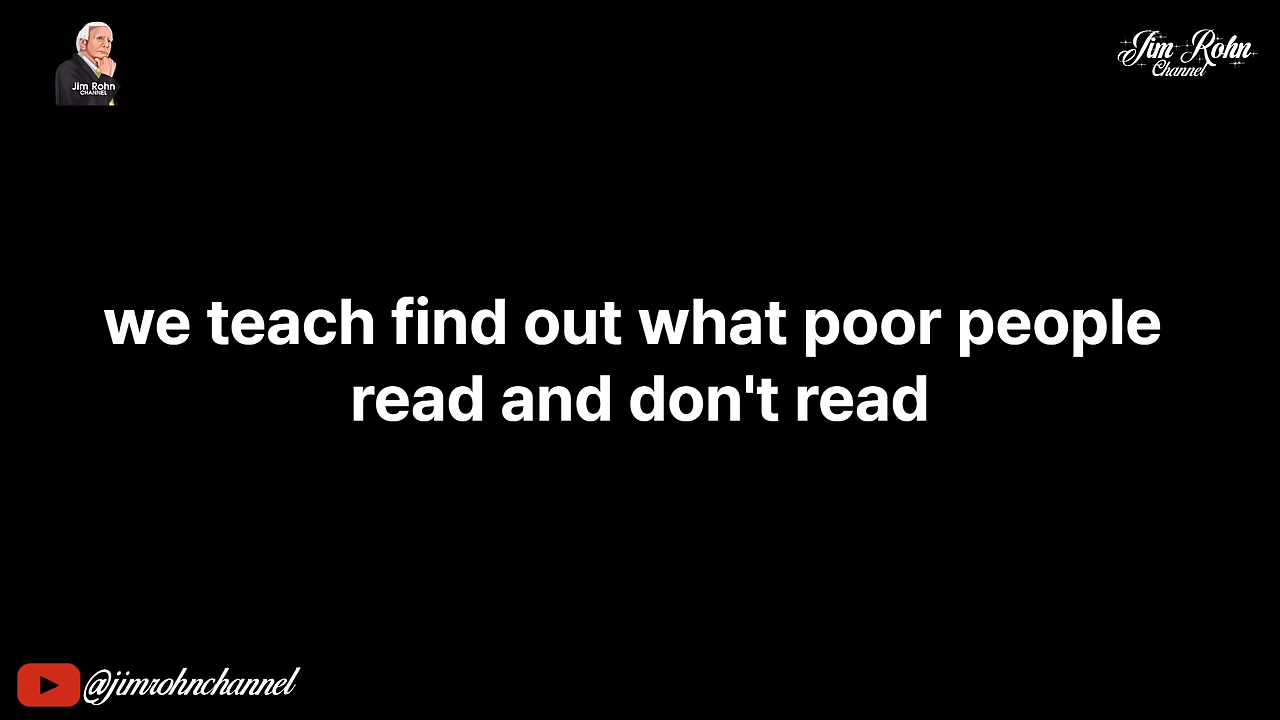 Jim Rohn
CHANNEL
Jim Rohn
Channel
we teach find out what poor people
read and don't read
@jimrohnchannel